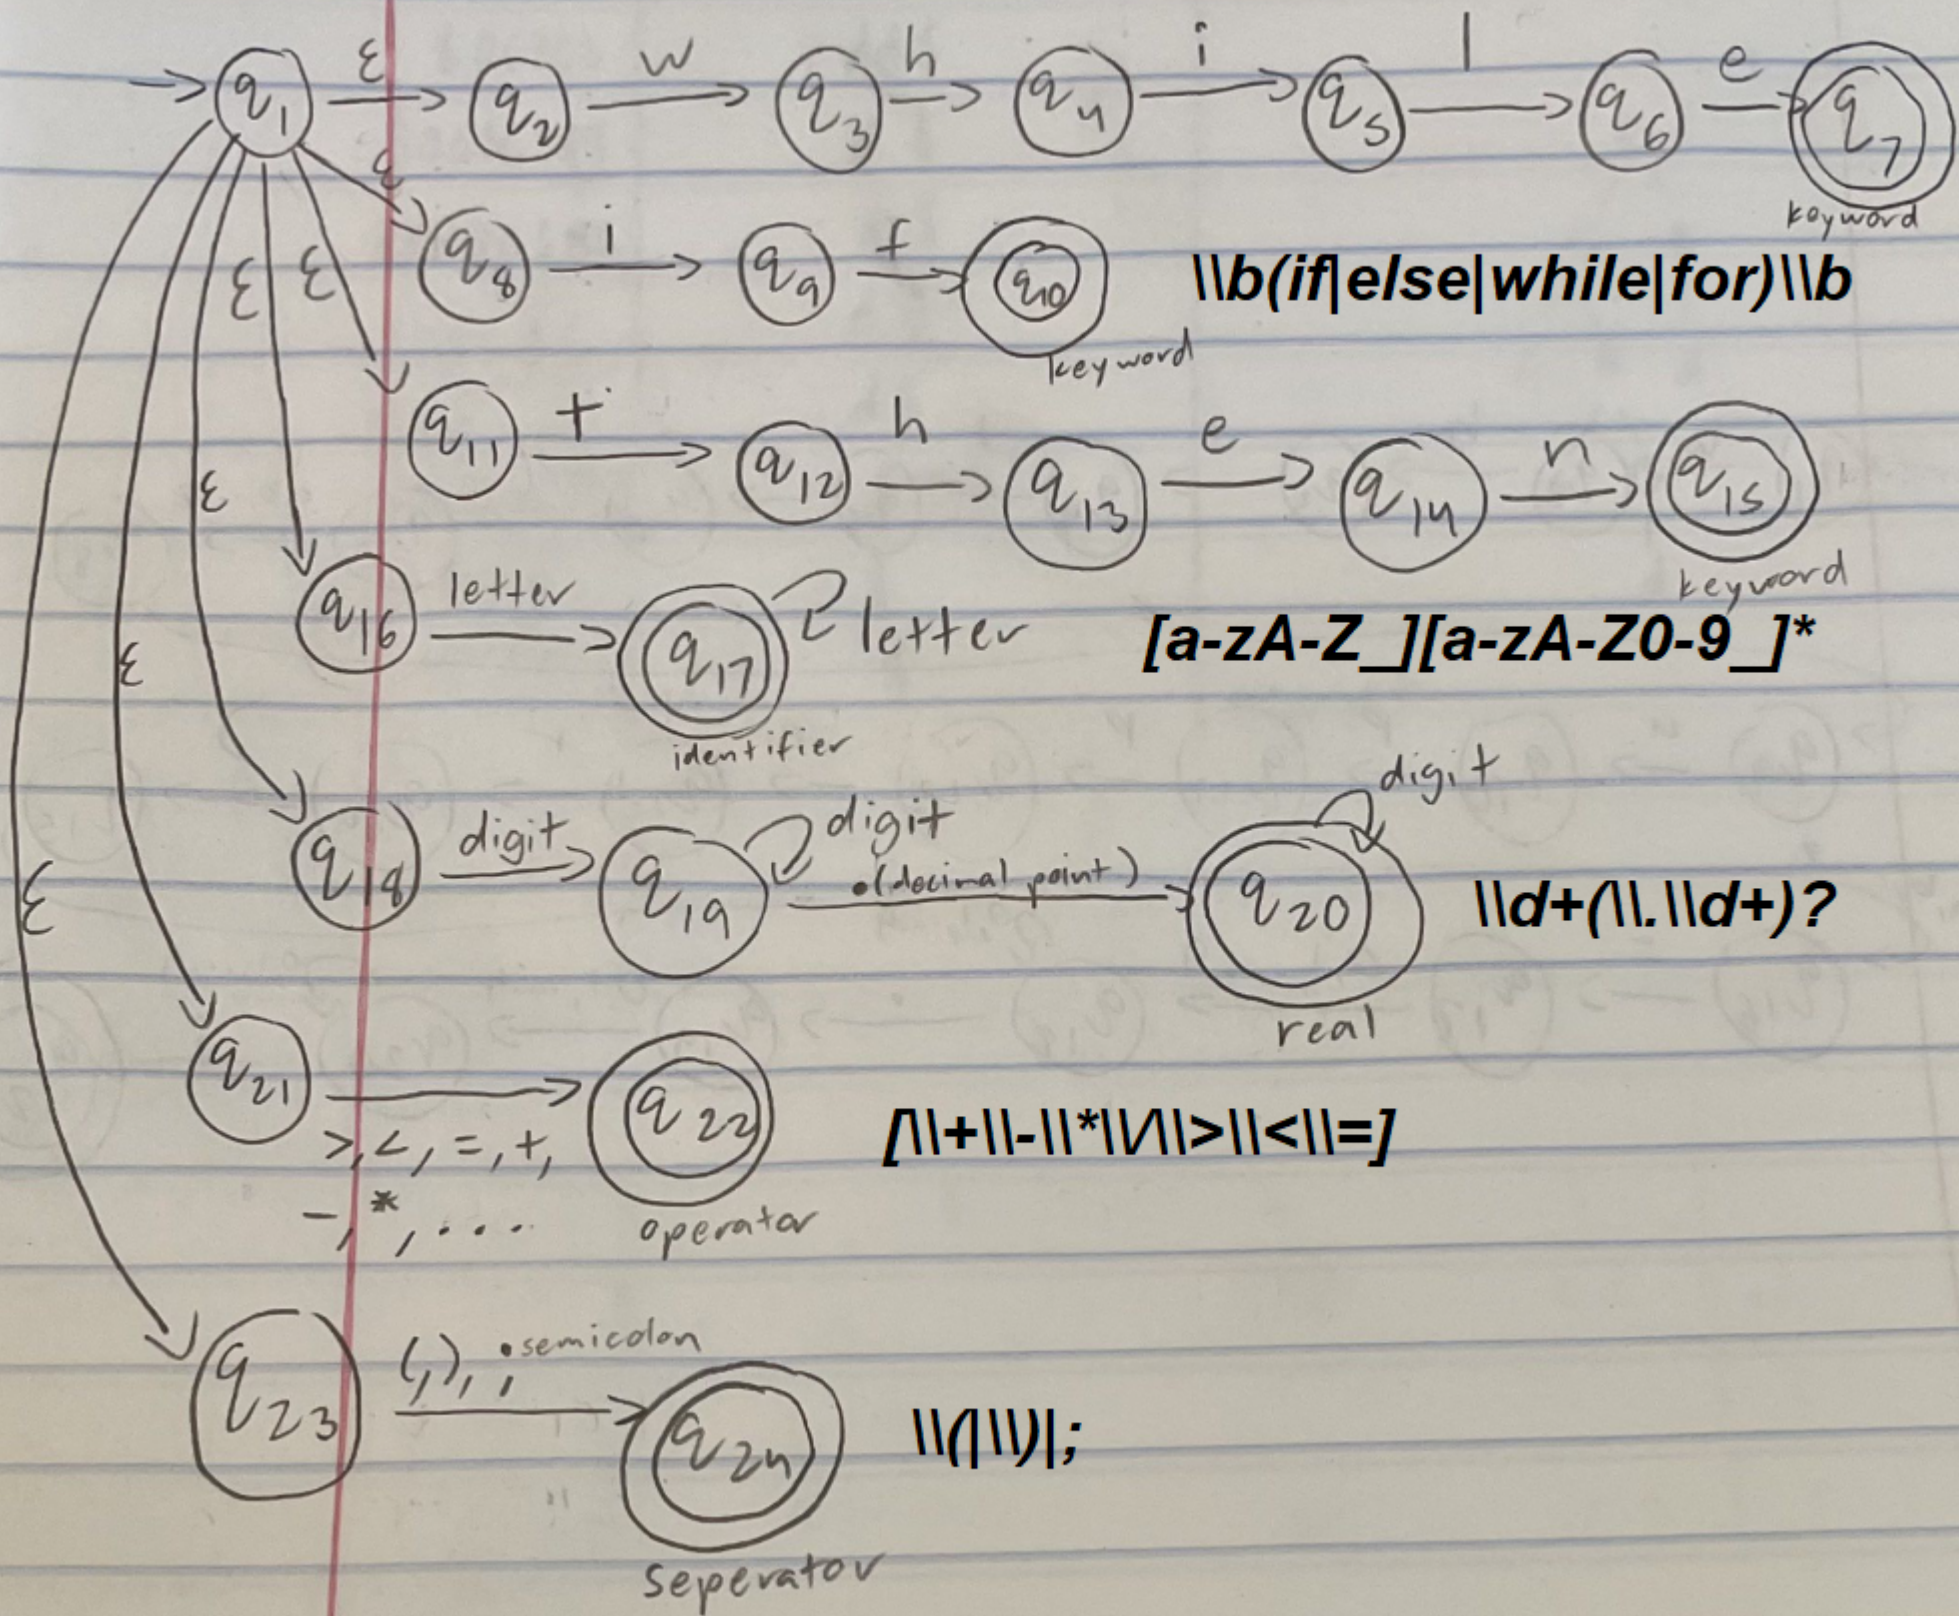 ε w h i l e
q1 q2 q3 q4 q5 q6 q7
keyword
ε i f
q8 q9 q10
\\b(if|else|while|for)\\b
keyword
ε ε t h e n
q11 q12 q13 q14 q15
keyword
ε letter
q16 q17 letter
[a-zA-Z_][a-zA-Z0-9_]*
identifier
ε digit
digit digit
.(decimal point)
q18 q19 q20
\\d+(\\.\\d+)?
real
ε
q21 q22
>, <, =, +,
-, *, ...
[\\+\\-\\*\\/\\>\\<\\=]
operator
(, ), , ; semicolon
q23 q24
\\(|\\)|;
seperator